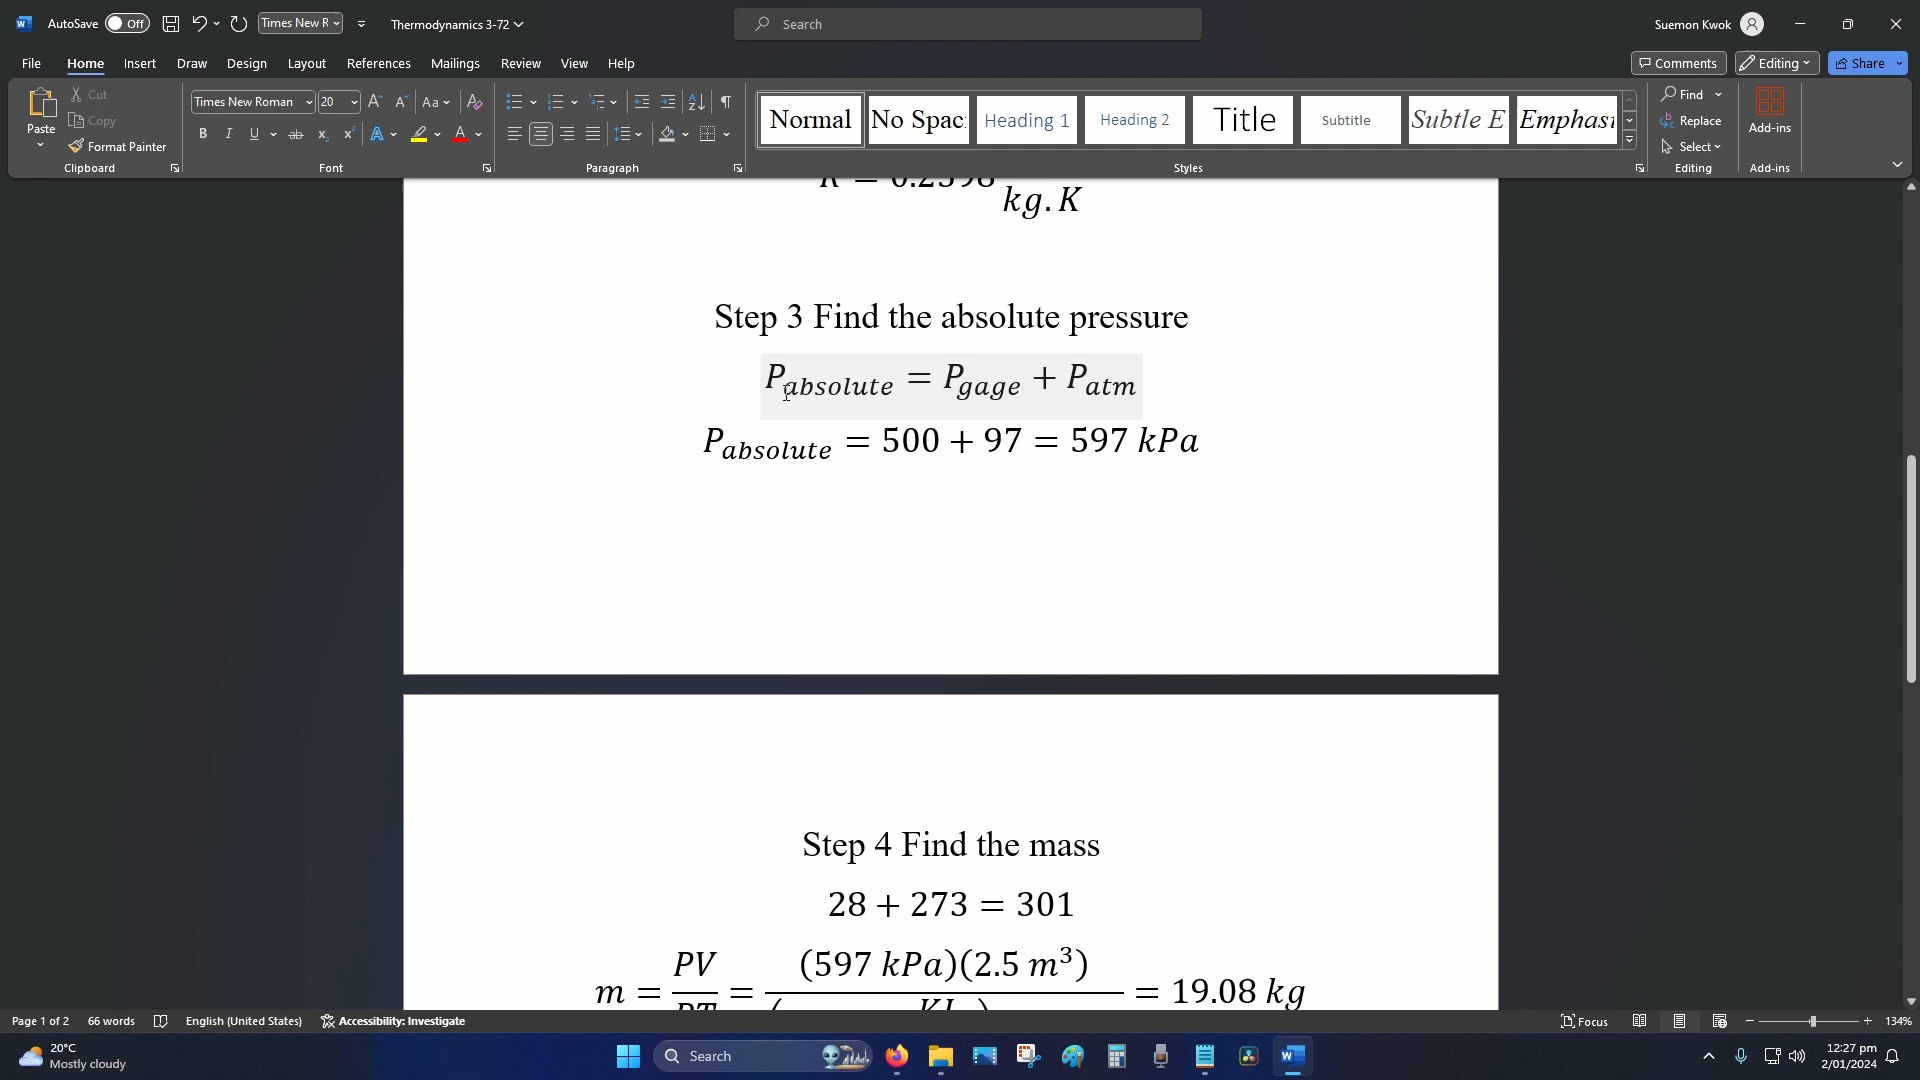 AutoSave Off Times New R Thermodynamics 3-72 Search Suemon Kwok
File Home Insert Draw Design Layout References Mailings Review View Help Comments Editing Share
Paste Cut Copy Format Painter Clipboard
Times New Roman 20 Aa Font
Paragraph
Normal No Spac Heading 1 Heading 2 Title Subtitle Subtle E Emphasi Styles
Find Replace Select Editing
Add-ins Add-ins
kg. K
Step 3 Find the absolute pressure
P_absolute = P_gage + P_atm
P_absolute = 500 + 97 = 597 kPa
Step 4 Find the mass
28 + 273 = 301
m = PV/RT = (597 kPa)(2.5 m³) = 19.08 kg
Page 1 of 2 66 words English (United States) Accessibility: Investigate Focus 134%
20°C
Mostly cloudy
Search
12:27 pm
2/01/2024